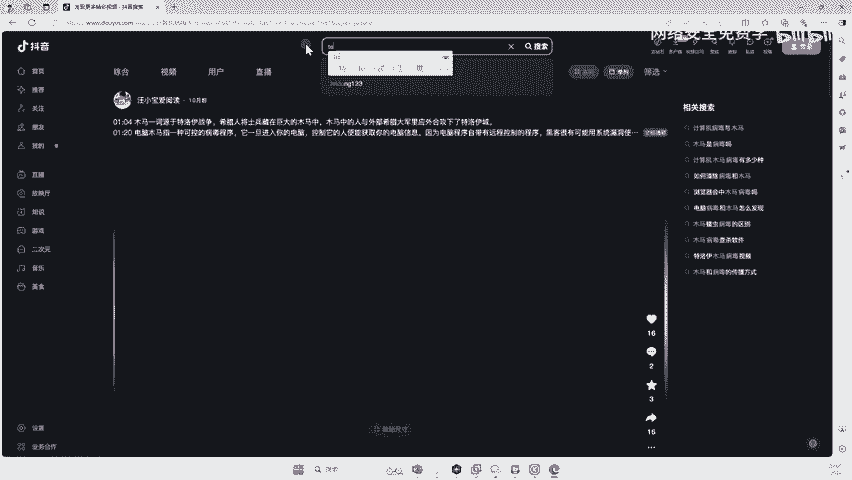 www.douyin.com
网络安全免费学
bilibili
抖音
te
搜索
综合
视频
用户
直播
筛选
首页
推荐
关注
朋友
我的
直播
放映厅
知识
游戏
二次元
音乐
美食
设置
业务合作
汪小宝爱阅读 · 10月前
01:04 木马一词源于特洛伊战争，希腊人将士兵藏在巨大的木马中，木马中的人与外部希腊大军里应外合攻下了特洛伊城。
01:20 电脑木马指一种可控的病毒程序，它一旦进入你的电脑，控制它的人便能获取你的电脑信息。因为电脑程序自带有远程控制的程序，黑客很有可能用系统漏洞使…
16
2
3
15
相关搜索
计算机病毒与木马
木马是病毒吗
计算机木马病毒有多少种
如何清除病毒和木马
浏览器会中木马病毒吗
电脑病毒和木马怎么发现
木马蠕虫病毒的区别
木马病毒查杀软件
特洛伊木马病毒视频
木马和病毒的传播方式
搜索